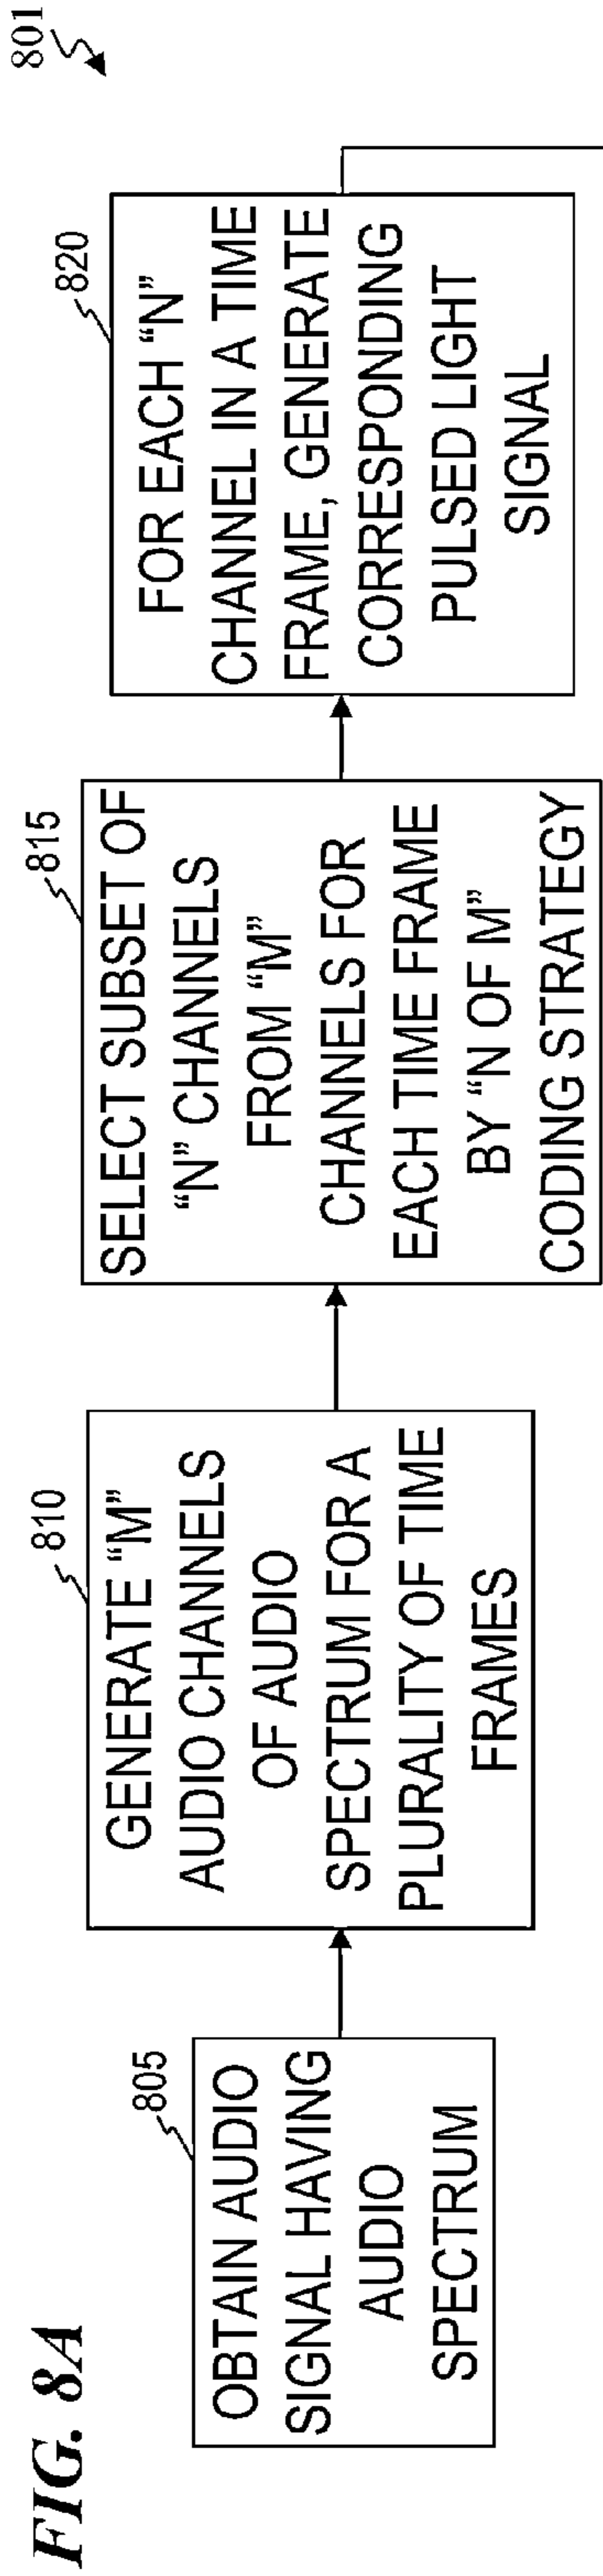 FIG. 8A
801
805
OBTAIN AUDIO
SIGNAL HAVING
AUDIO
SPECTRUM
810
GENERATE “M”
AUDIO CHANNELS
OF AUDIO
SPECTRUM FOR A
PLURALITY OF TIME
FRAMES
815
SELECT SUBSET OF
“N” CHANNELS
FROM “M”
CHANNELS FOR
EACH TIME FRAME
BY “N OF M”
CODING STRATEGY
820
FOR EACH “N”
CHANNEL IN A TIME
FRAME, GENERATE
CORRESPONDING
PULSED LIGHT
SIGNAL